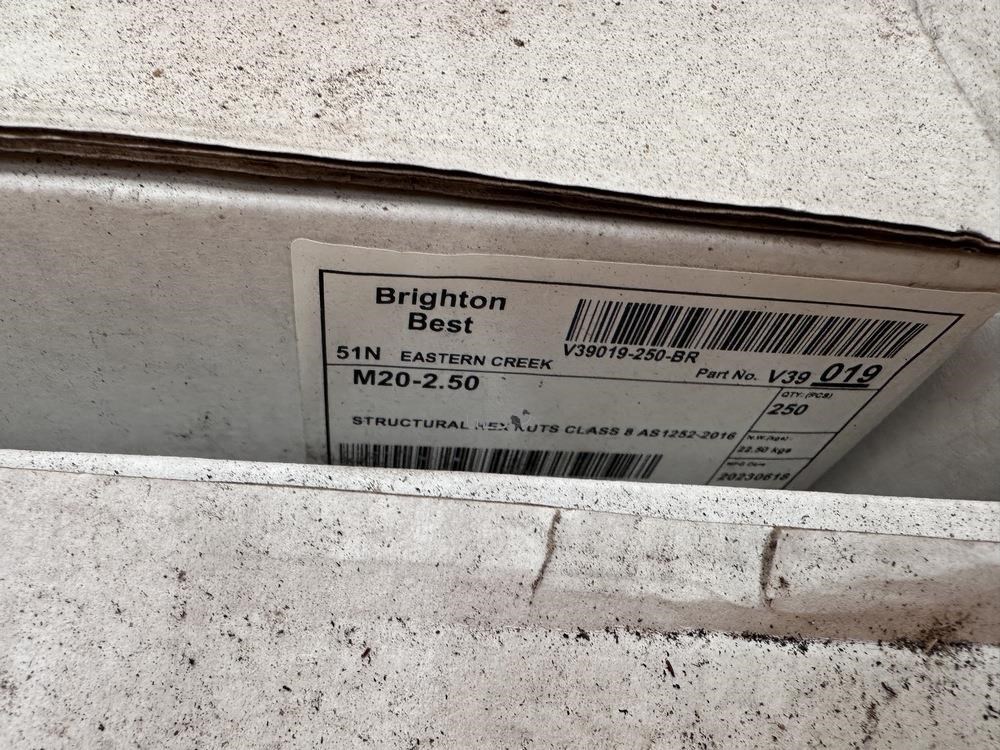 Brighton
Best
51N EASTERN CREEK
V39019-250-BR
Part No. V39 019
M20-2.50
QTY: (PCS)
250
STRUCTURAL HEX NUTS CLASS 8 AS1252-2016
N.W.(kgs):
22.50 kgs
20230618